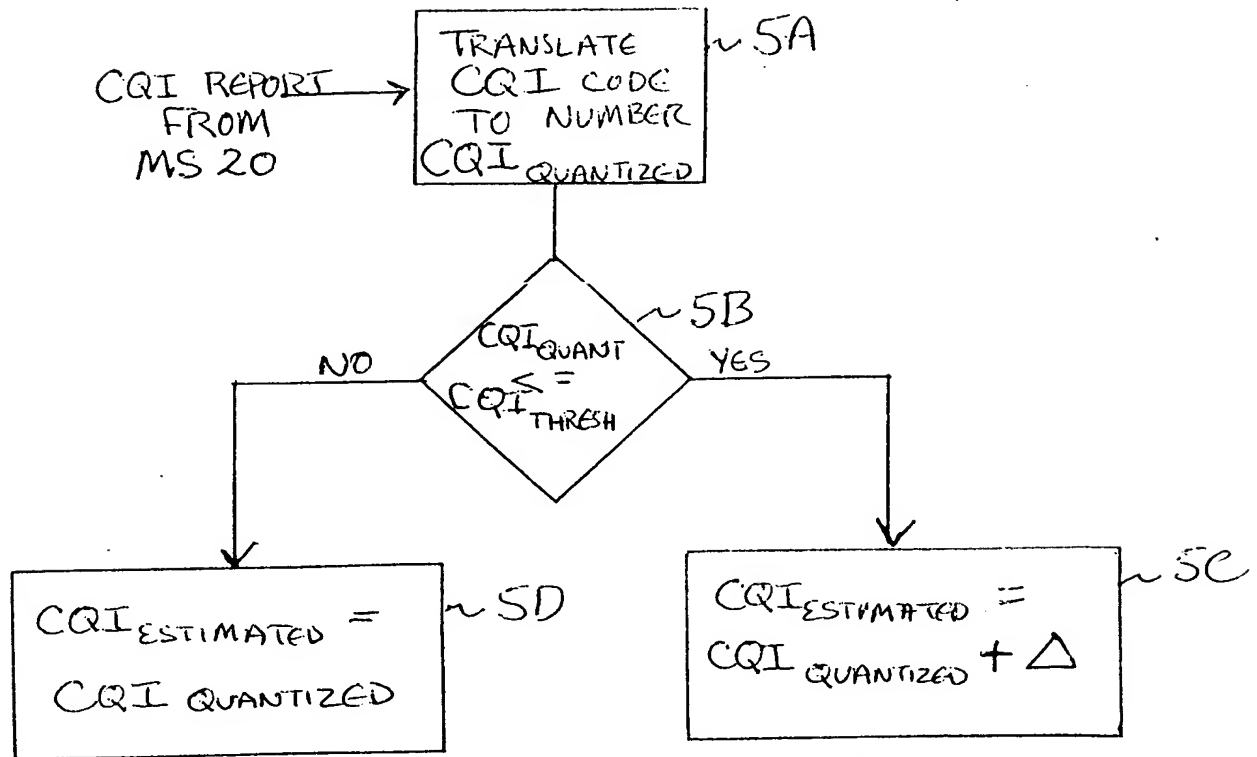 TRANSLATE
CQI CODE
TO NUMBER
CQI QUANTIZED
~ 5A
CQI REPORT
FROM
MS 20
CQI QUANT
<=
CQI THRESH
~ 5B
NO
YES
CQI ESTIMATED =
CQI QUANTIZED
~ 5D
CQI ESTIMATED =
CQI QUANTIZED + Δ
~ 5C